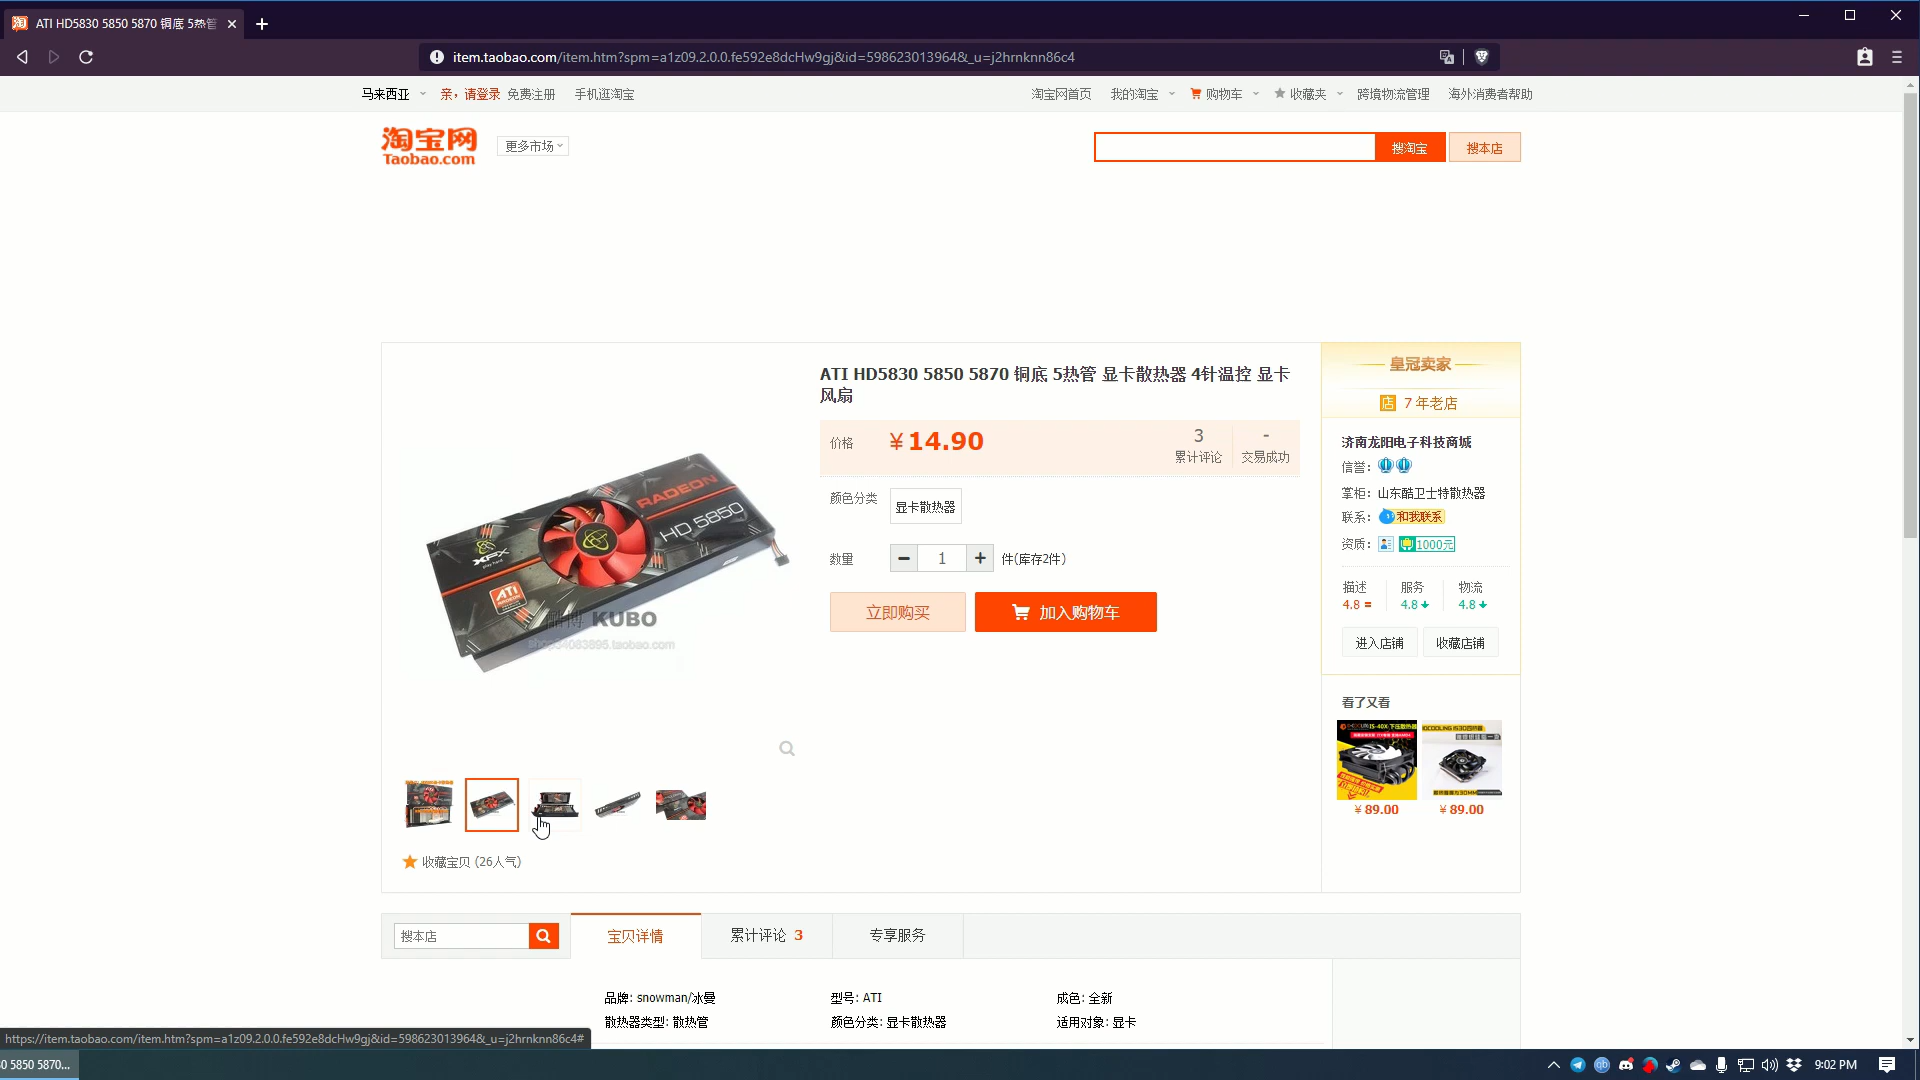 ATI HD5830 5850 5870 铜底 5热管
item.taobao.com/item.htm?spm=a1z09.2.0.0.fe592e8dcHw9gj&id=598623013964&_u=j2hrnknn86c4
马来西亚 亲，请登录 免费注册 手机逛淘宝 淘宝网首页 我的淘宝 购物车 收藏夹 跨境物流管理 海外消费者帮助
淘宝网
Taobao.com
更多市场
搜淘宝 搜本店
ATI HD5830 5850 5870 铜底 5热管 显卡散热器 4针温控 显卡
风扇
价格 ¥14.90
3
累计评论
-
交易成功
颜色分类 显卡散热器
数量 1 件(库存2件)
立即购买 加入购物车
RADEON
HD 5850
XFX
play hard
ATI
RADEON
酷博 KUBO
shop34083895.taobao.com
收藏宝贝 (26人气)
皇冠卖家
店 7 年老店
济南龙阳电子科技商城
信誉：
掌柜：山东酷卫士特散热器
联系：和我联系
资质：1000元
描述 服务 物流
4.8 4.8 4.8
进入店铺 收藏店铺
看了又看
¥ 89.00 ¥ 89.00
搜本店 宝贝详情 累计评论 3 专享服务
品牌: snowman/冰曼 型号: ATI 成色: 全新
散热器类型: 散热管 颜色分类: 显卡散热器 适用对象: 显卡
https://item.taobao.com/item.htm?spm=a1z09.2.0.0.fe592e8dcHw9gj&id=598623013964&_u=j2hrnknn86c4#
0 5850 5870...
9:02 PM